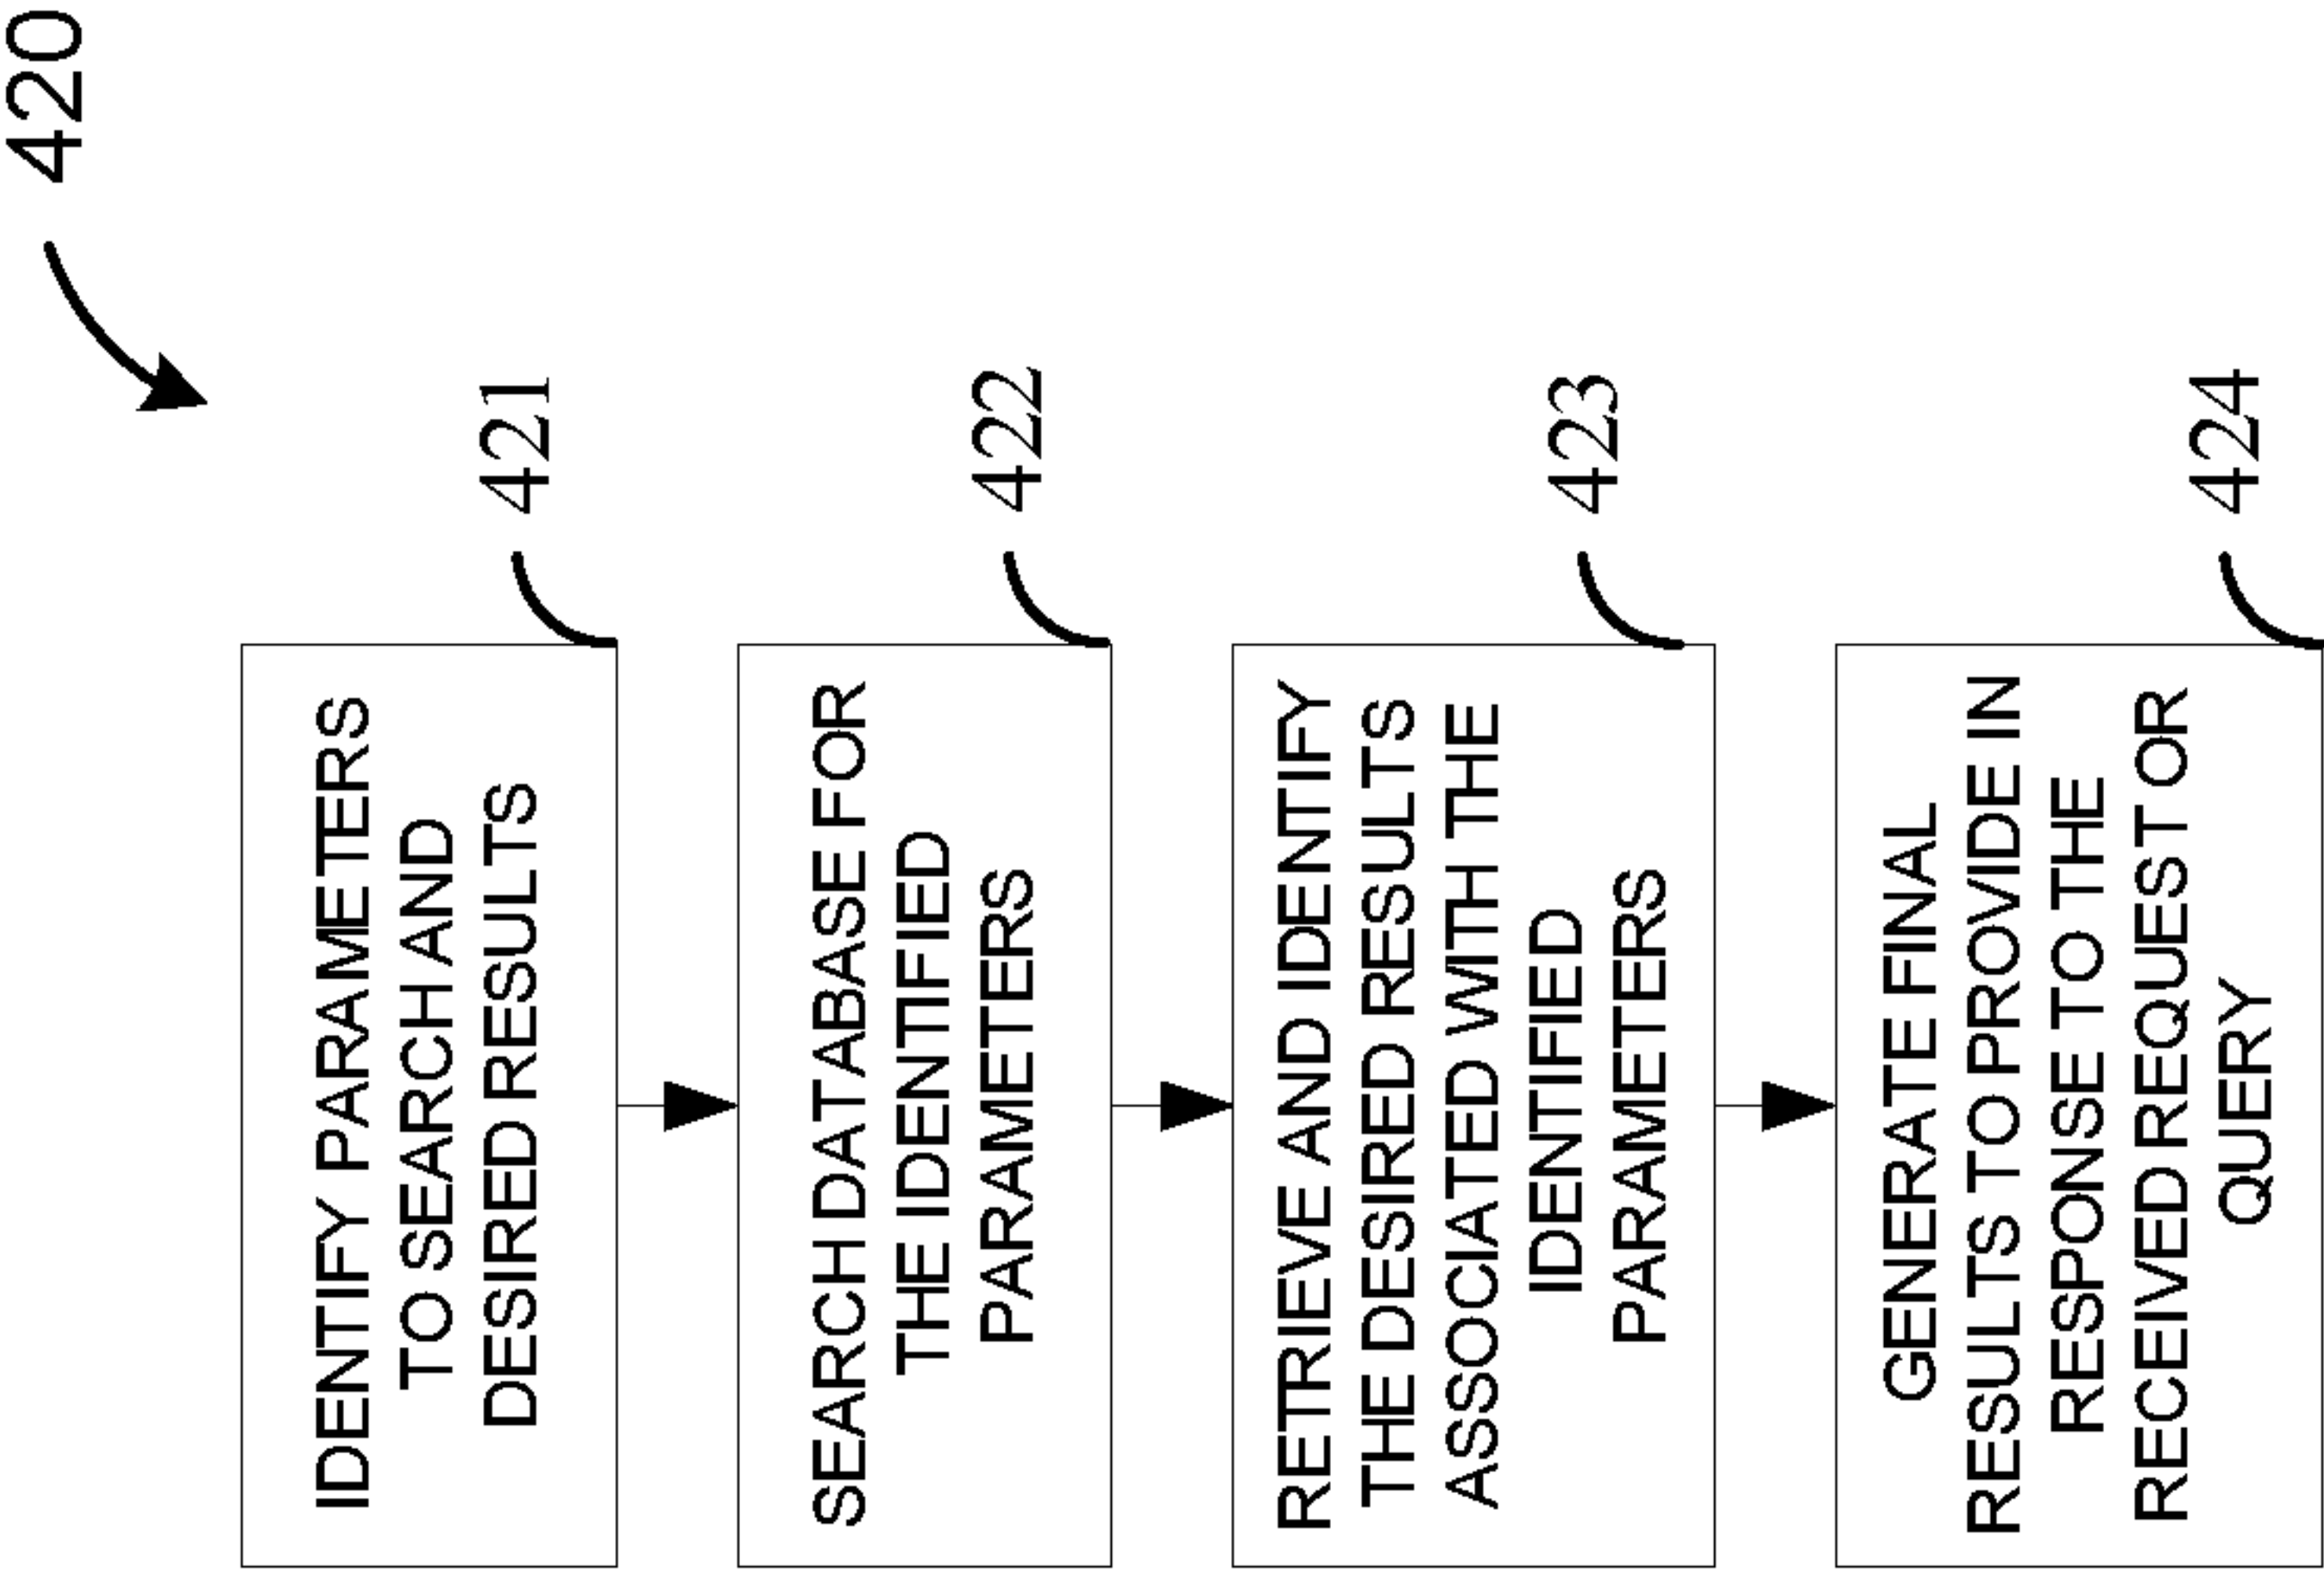 420
IDENTIFY PARAMETERS
TO SEARCH AND
DESIRED RESULTS
421
SEARCH DATABASE FOR
THE IDENTIFIED
PARAMETERS
422
RETRIEVE AND IDENTIFY
THE DESIRED RESULTS
ASSOCIATED WITH THE
IDENTIFIED
PARAMETERS
423
GENERATE FINAL
RESULTS TO PROVIDE IN
RESPONSE TO THE
RECEIVED REQUEST OR
QUERY
424